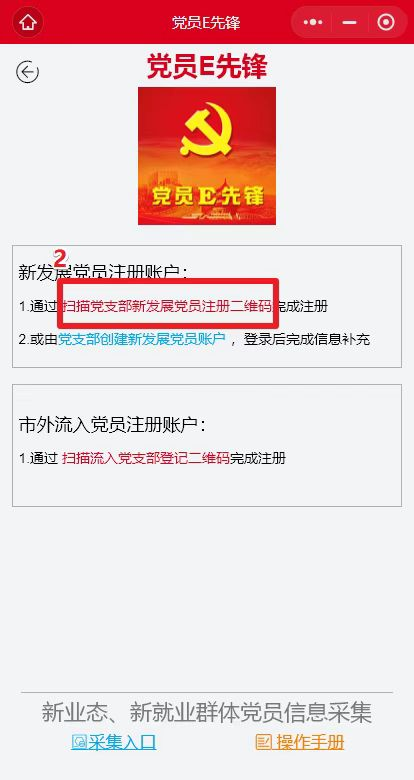 党员E先锋
党员E先锋
党员E先锋
2
新发展党员注册账户：
1.通过 扫描党支部新发展党员注册二维码完成注册
2.或由党支部创建新发展党员账户 ，登录后完成信息补充
市外流入党员注册账户：
1.通过 扫描流入党支部登记二维码完成注册
新业态、新就业群体党员信息采集
采集入口 操作手册